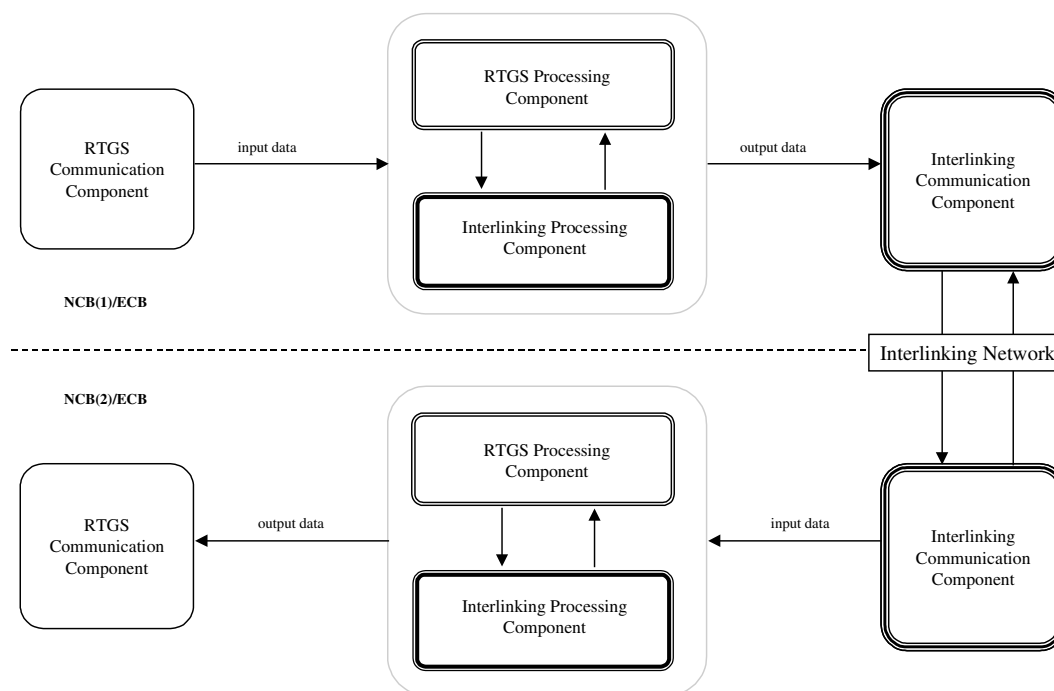 RTGS Processing
Component
RTGS
Communication
Component
input data
output data
Interlinking
Communication
Component
Interlinking Processing
Component
NCB(1)/ECB
Interlinking Network
NCB(2)/ECB
RTGS Processing
Component
RTGS
Communication
Component
output data
input data
Interlinking
Communication
Component
Interlinking Processing
Component